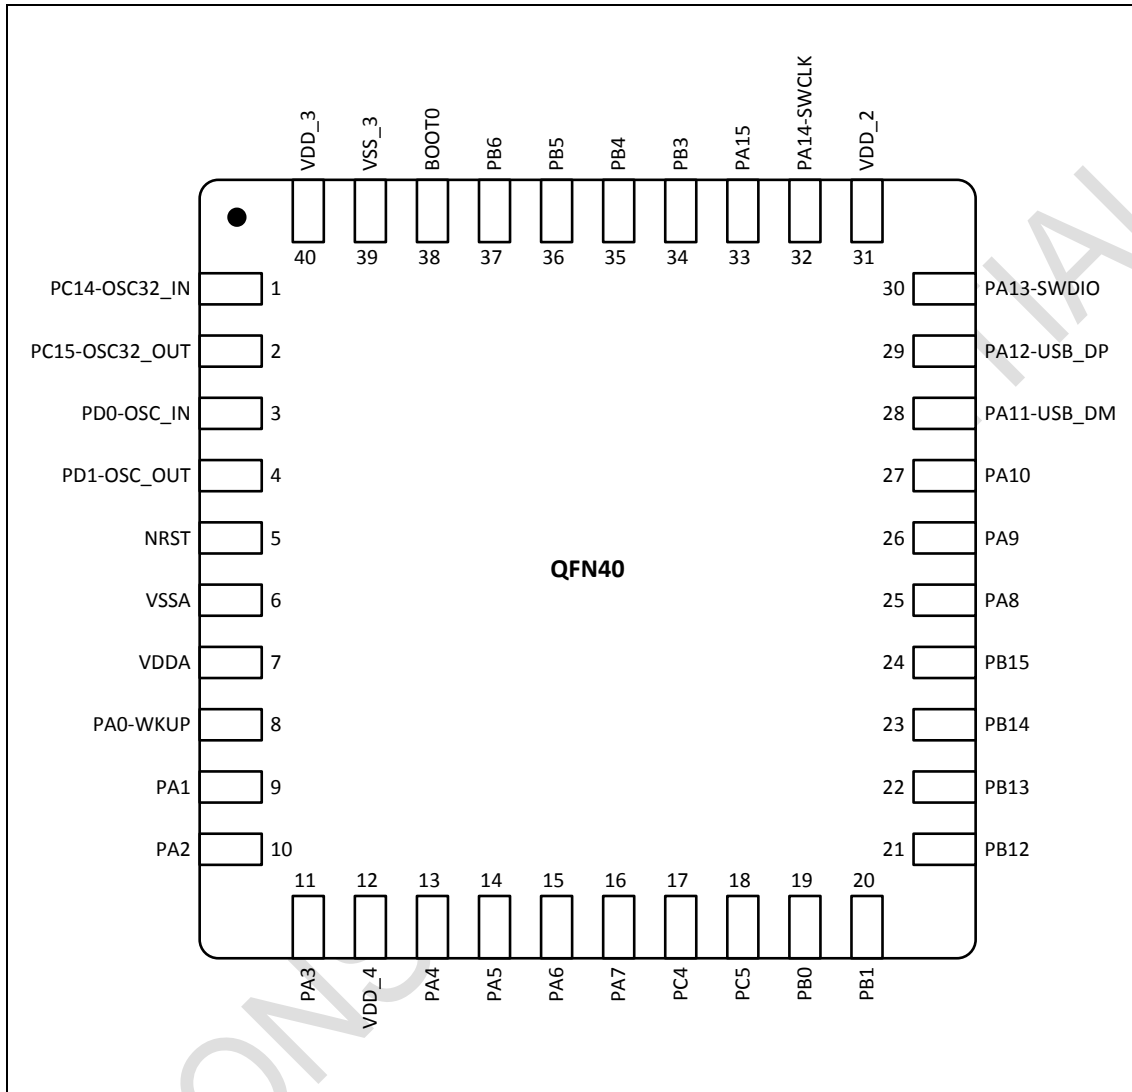 VDD_3
VSS_3
BOOT0
PB6
PB5
PB4
PB3
PA15
PA14-SWCLK
VDD_2
40 39 38 37 36 35 34 33 32 31
PC14-OSC32_IN 1 30 PA13-SWDIO
PC15-OSC32_OUT 2 29 PA12-USB_DP
PD0-OSC_IN 3 28 PA11-USB_DM
PD1-OSC_OUT 4 27 PA10
NRST 5 26 PA9
QFN40
VSSA 6 25 PA8
VDDA 7 24 PB15
PA0-WKUP 8 23 PB14
PA1 9 22 PB13
PA2 10 21 PB12
11 12 13 14 15 16 17 18 19 20
PA3
VDD_4
PA4
PA5
PA6
PA7
PC4
PC5
PB0
PB1